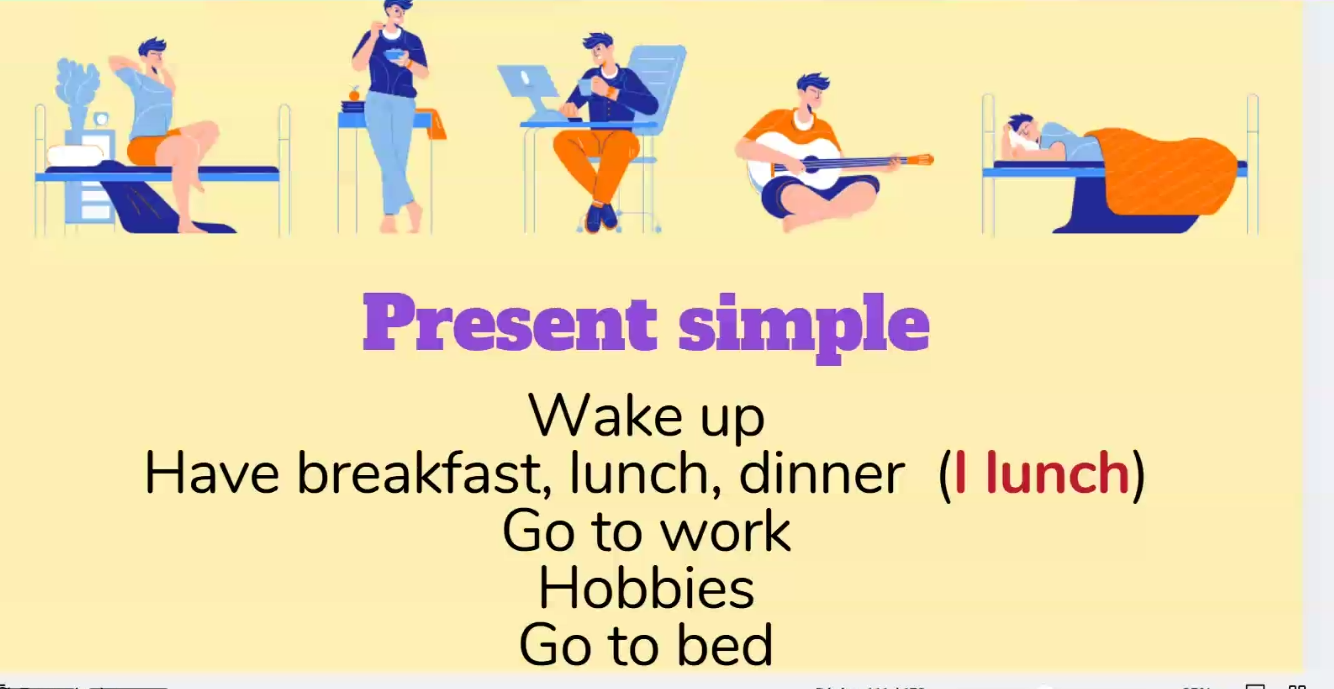 Present simple
Wake up
Have breakfast, lunch, dinner (I lunch)
Go to work
Hobbies
Go to bed